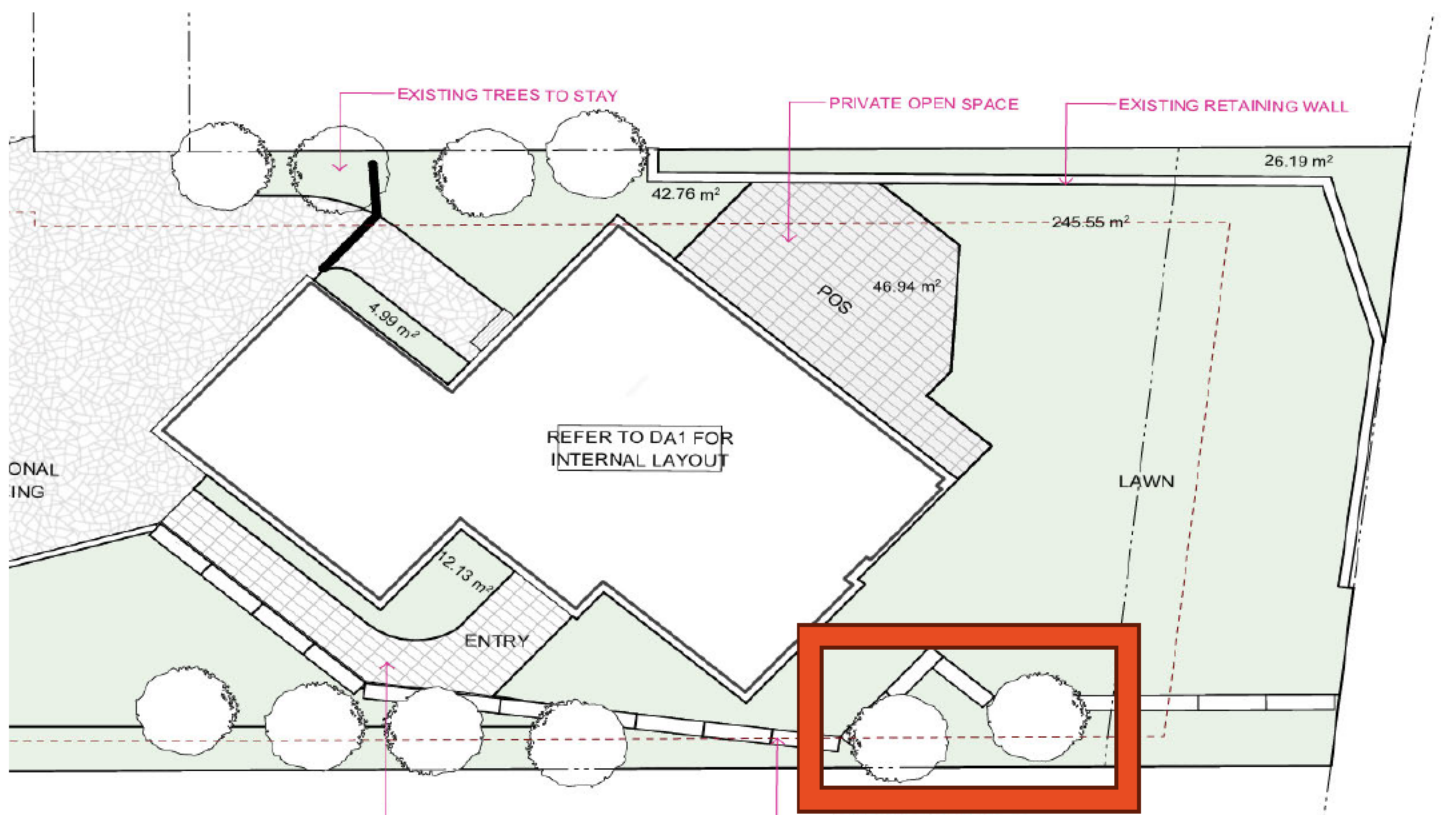 EXISTING TREES TO STAY
PRIVATE OPEN SPACE
EXISTING RETAINING WALL
26.19 m²
42.76 m²
245.55 m²
POS
46.94 m²
4.99 m²
REFER TO DA1 FOR
INTERNAL LAYOUT
ONAL
ING
LAWN
12.13 m²
ENTRY